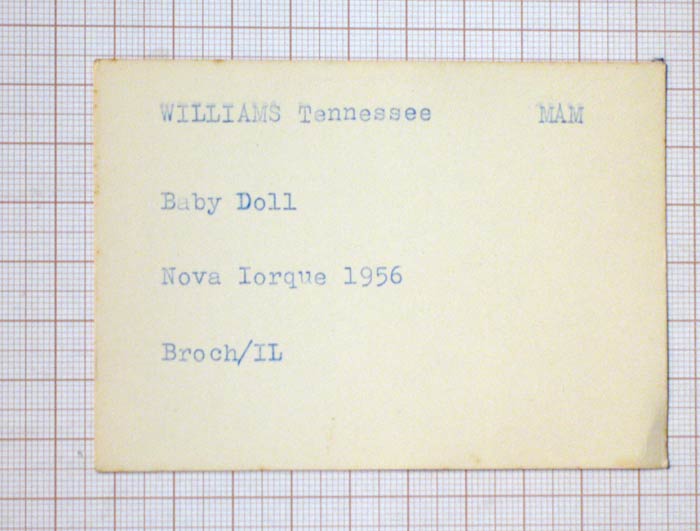 WILLIAMS Tennessee MAM
Baby Doll
Nova Iorque 1956
Broch/IL